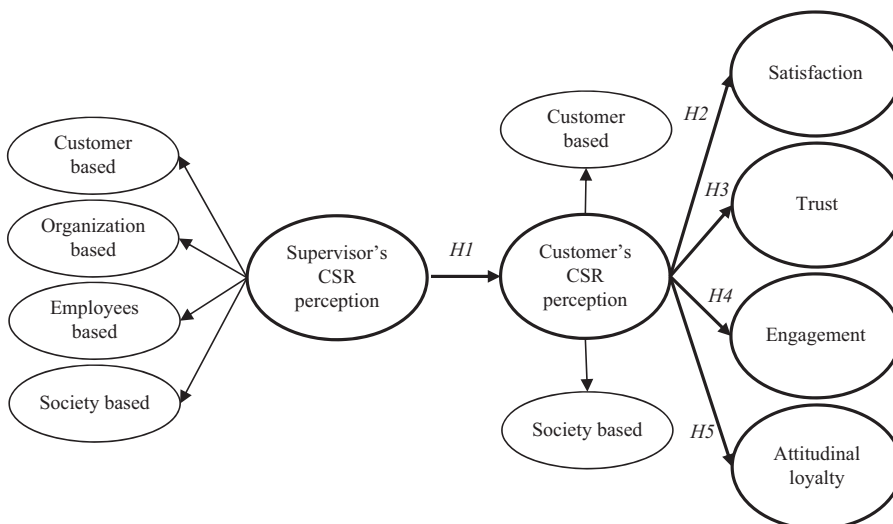 Customer
based
Organization
based
Employees
based
Society based
Supervisor's
CSR
perception
H1
Customer
based
Customer's
CSR
perception
Society based
H2
H3
H4
H5
Satisfaction
Trust
Engagement
Attitudinal
loyalty